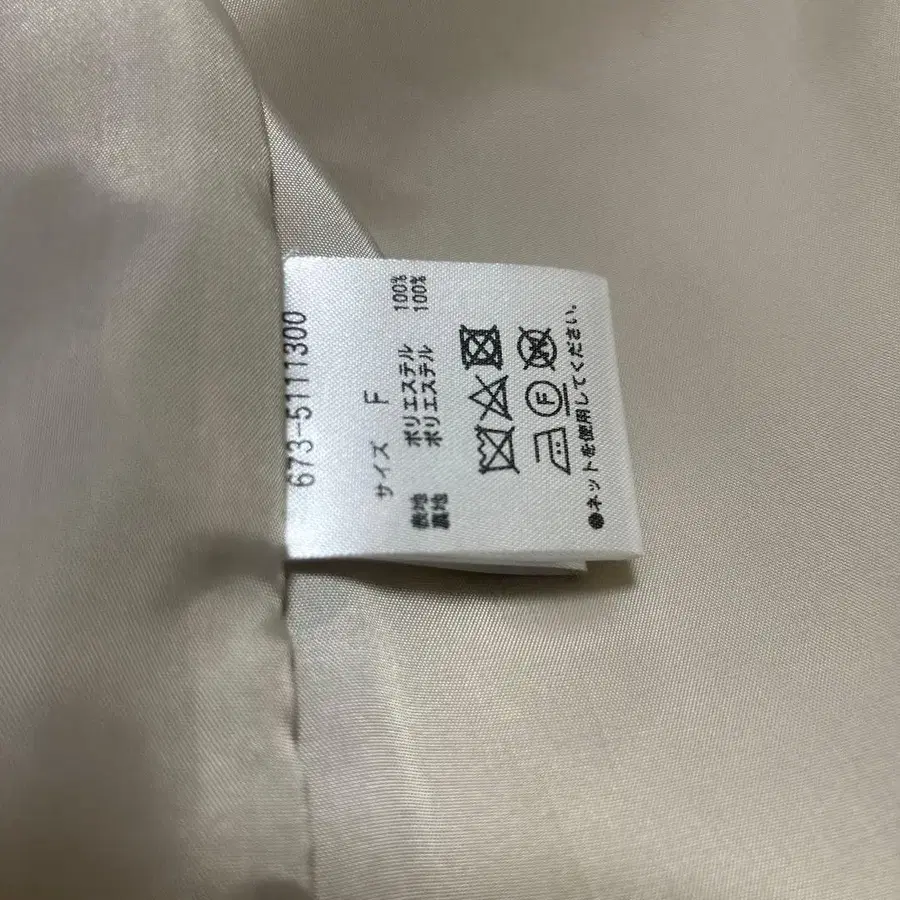 673-5111300
サイズ F
表地 ポリエステル 100%
裏地 ポリエステル 100%
F
●ネットを使用してください。